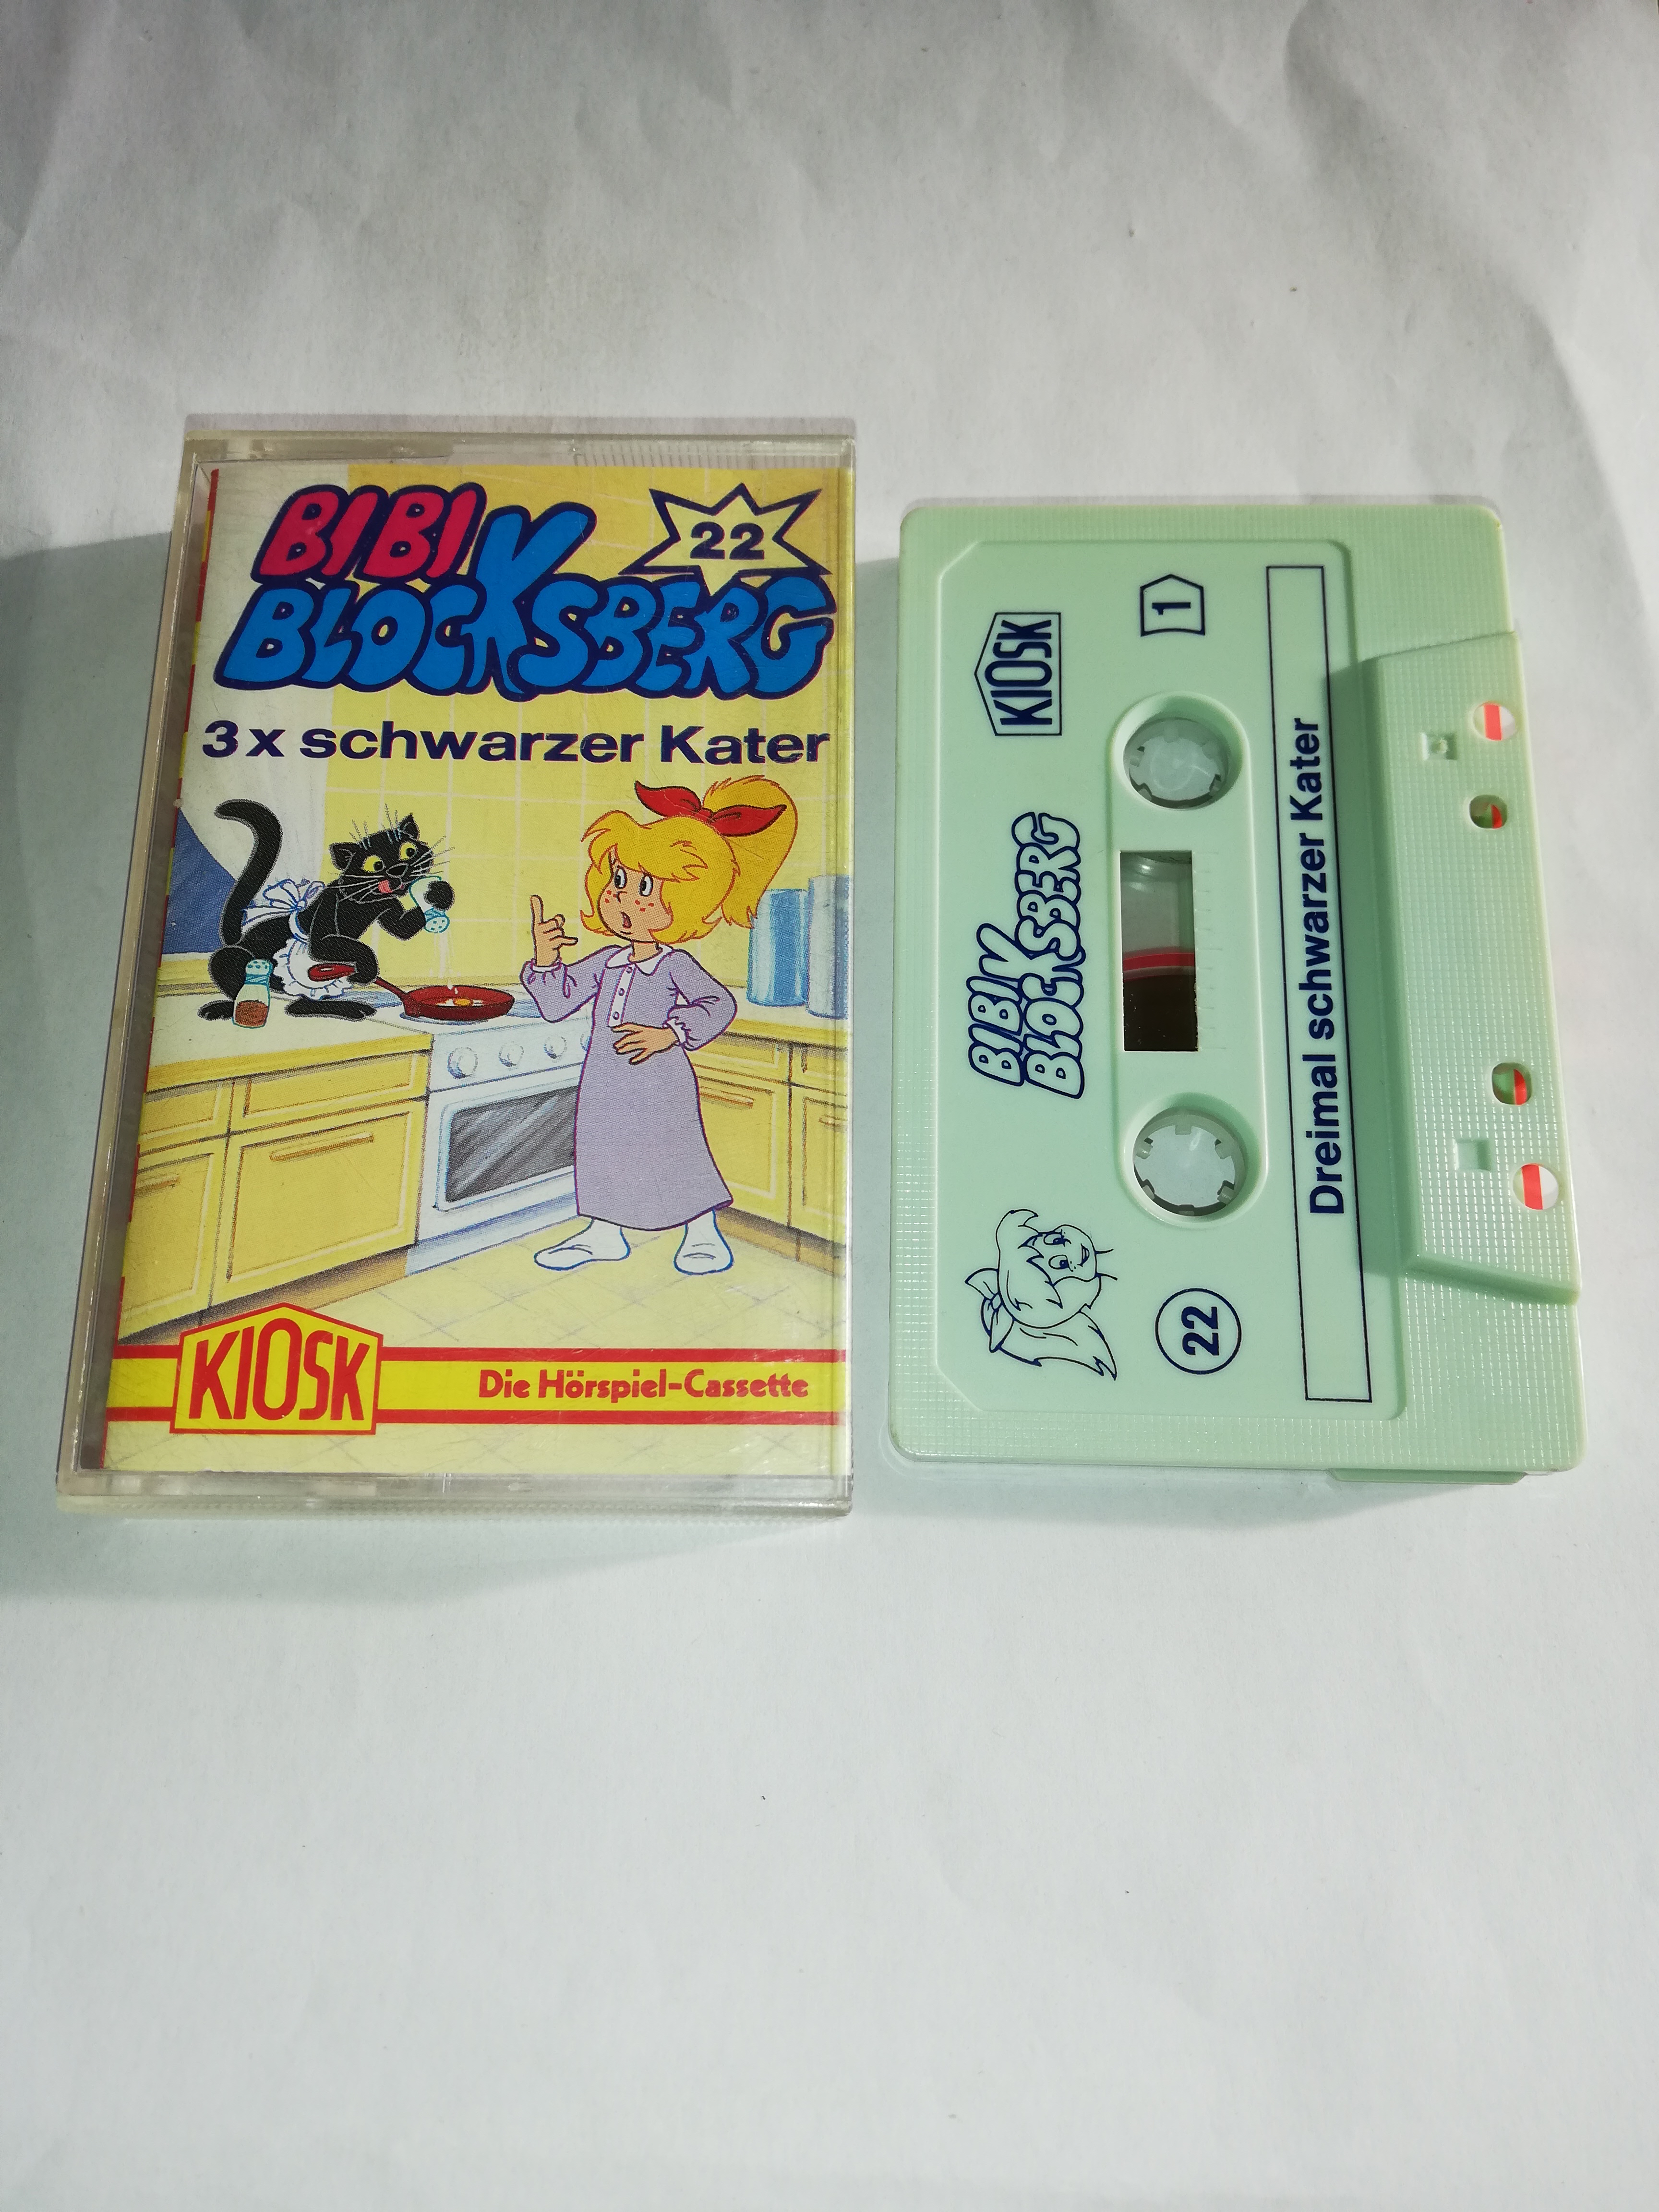 BIBI
BLOCKSBERG
22
3 x schwarzer Kater
KIOSK
Die Hörspiel-Cassette
KIOSK
1
BIBI
BLOCKSBERG
22
Dreimal schwarzer Kater